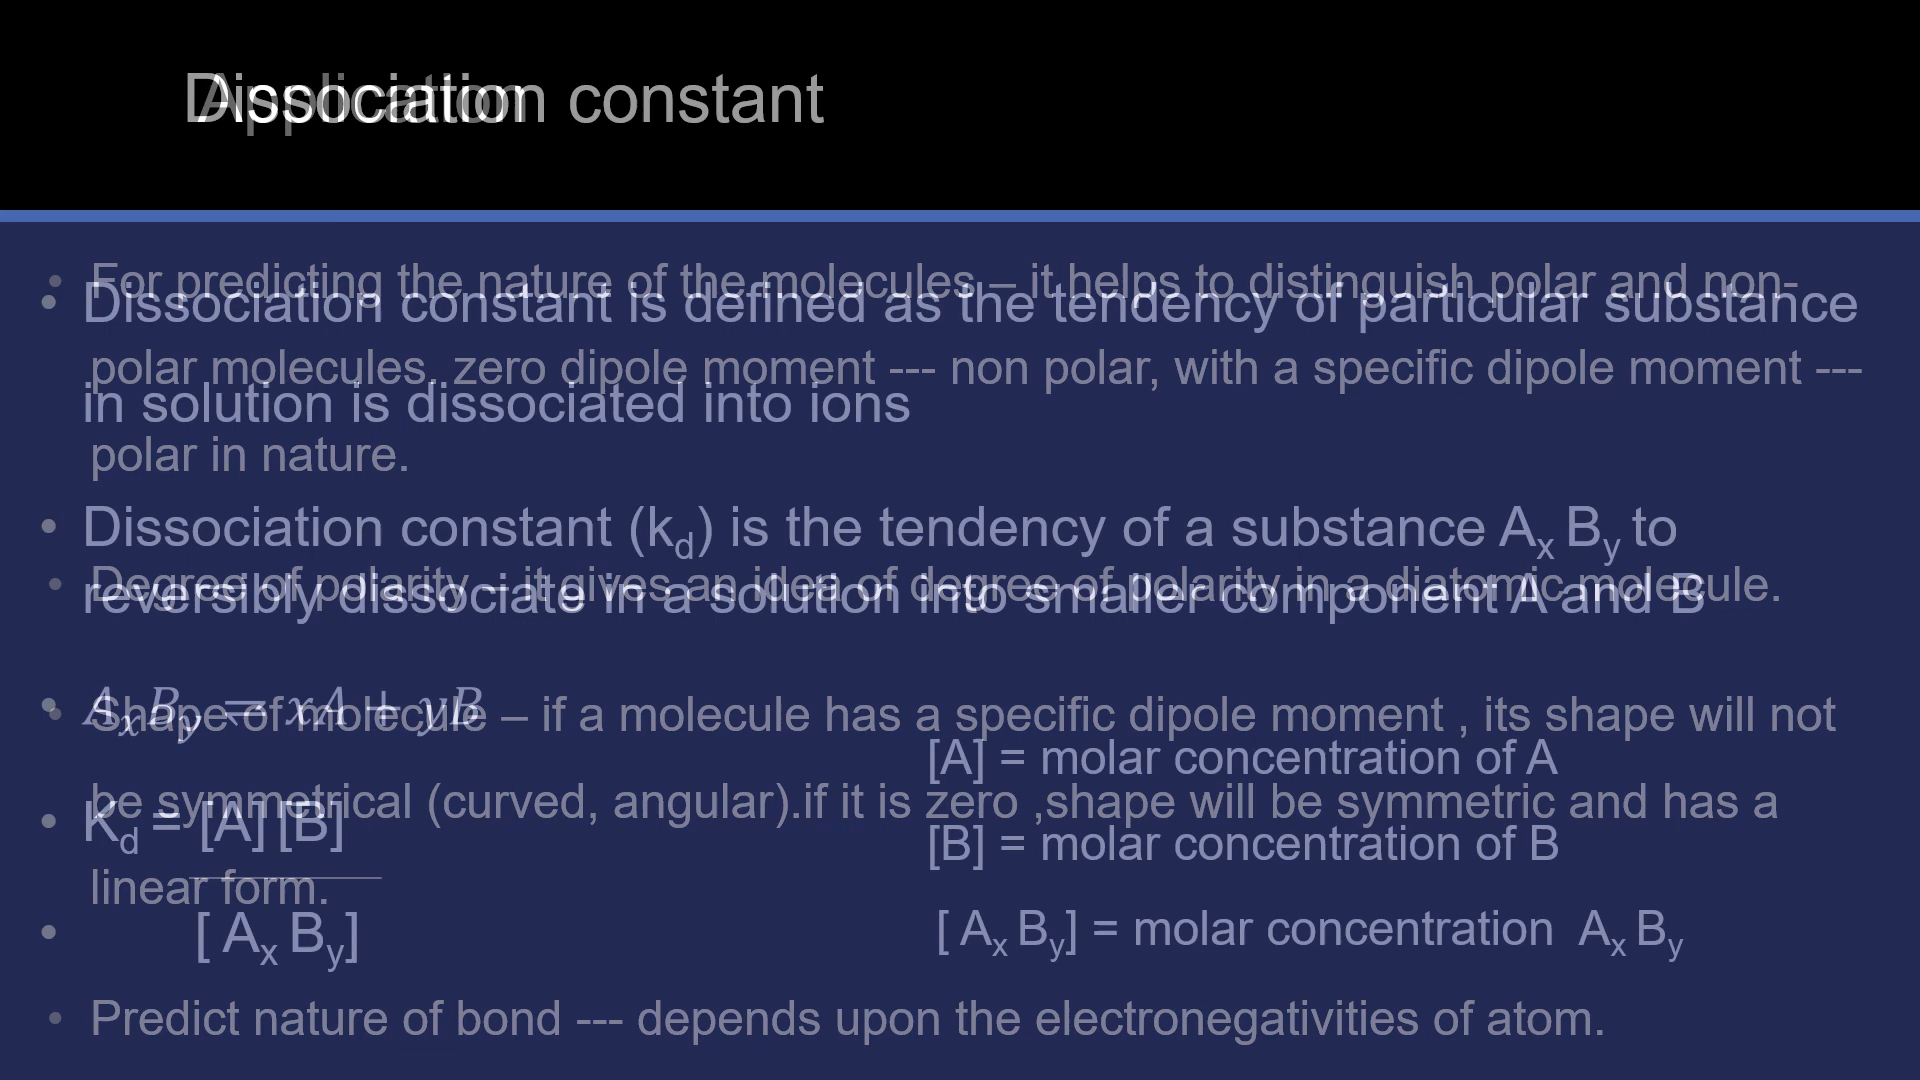 Application
• For predicting the nature of the molecules – it helps to distinguish polar and non-
polar molecules. zero dipole moment --- non polar, with a specific dipole moment ---
polar in nature.
• Degree of polarity – it gives an idea of degree of polarity in a diatomic molecule.
• Shape of molecule – if a molecule has a specific dipole moment , its shape will not
be symmetrical (curved, angular).if it is zero ,shape will be symmetric and has a
linear form.
• Predict nature of bond --- depends upon the electronegativities of atom.
Dissociation constant
• Dissociation constant is defined as the tendency of particular substance
in solution is dissociated into ions
• Dissociation constant (kd) is the tendency of a substance Ax By to
reversibly dissociate in a solution into smaller component A and B
• Ax By ⇌ xA + yB
• Kd = [A] [B]
• [ Ax By]
[A] = molar concentration of A
[B] = molar concentration of B
[ Ax By] = molar concentration Ax By